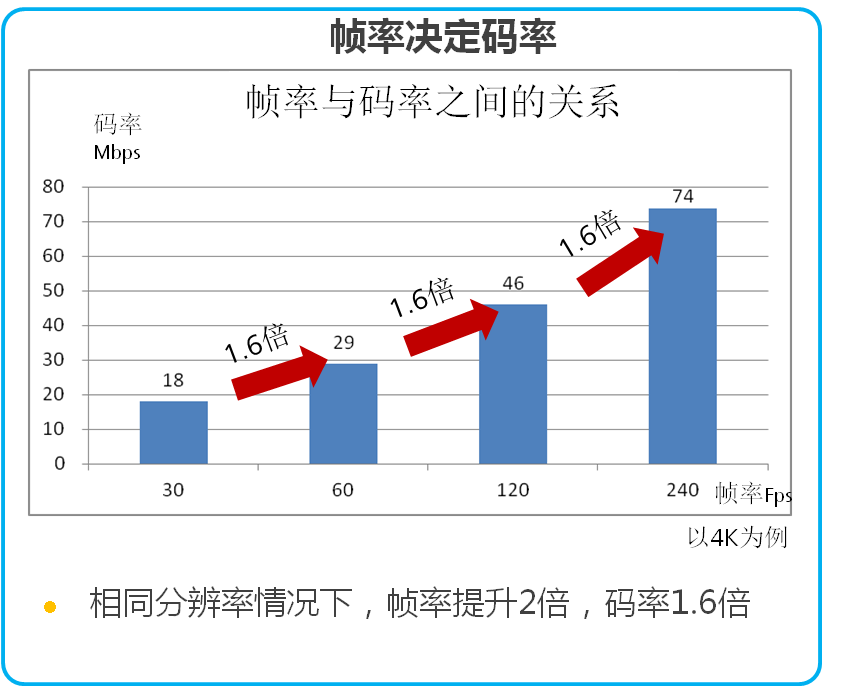 帧率决定码率
帧率与码率之间的关系
码率
Mbps
80
70
60
50
40
30
20
10
0
18
1.6倍
29
1.6倍
46
1.6倍
74
30
60
120
240
帧率Fps
以4K为例
相同分辨率情况下，帧率提升2倍，码率1.6倍